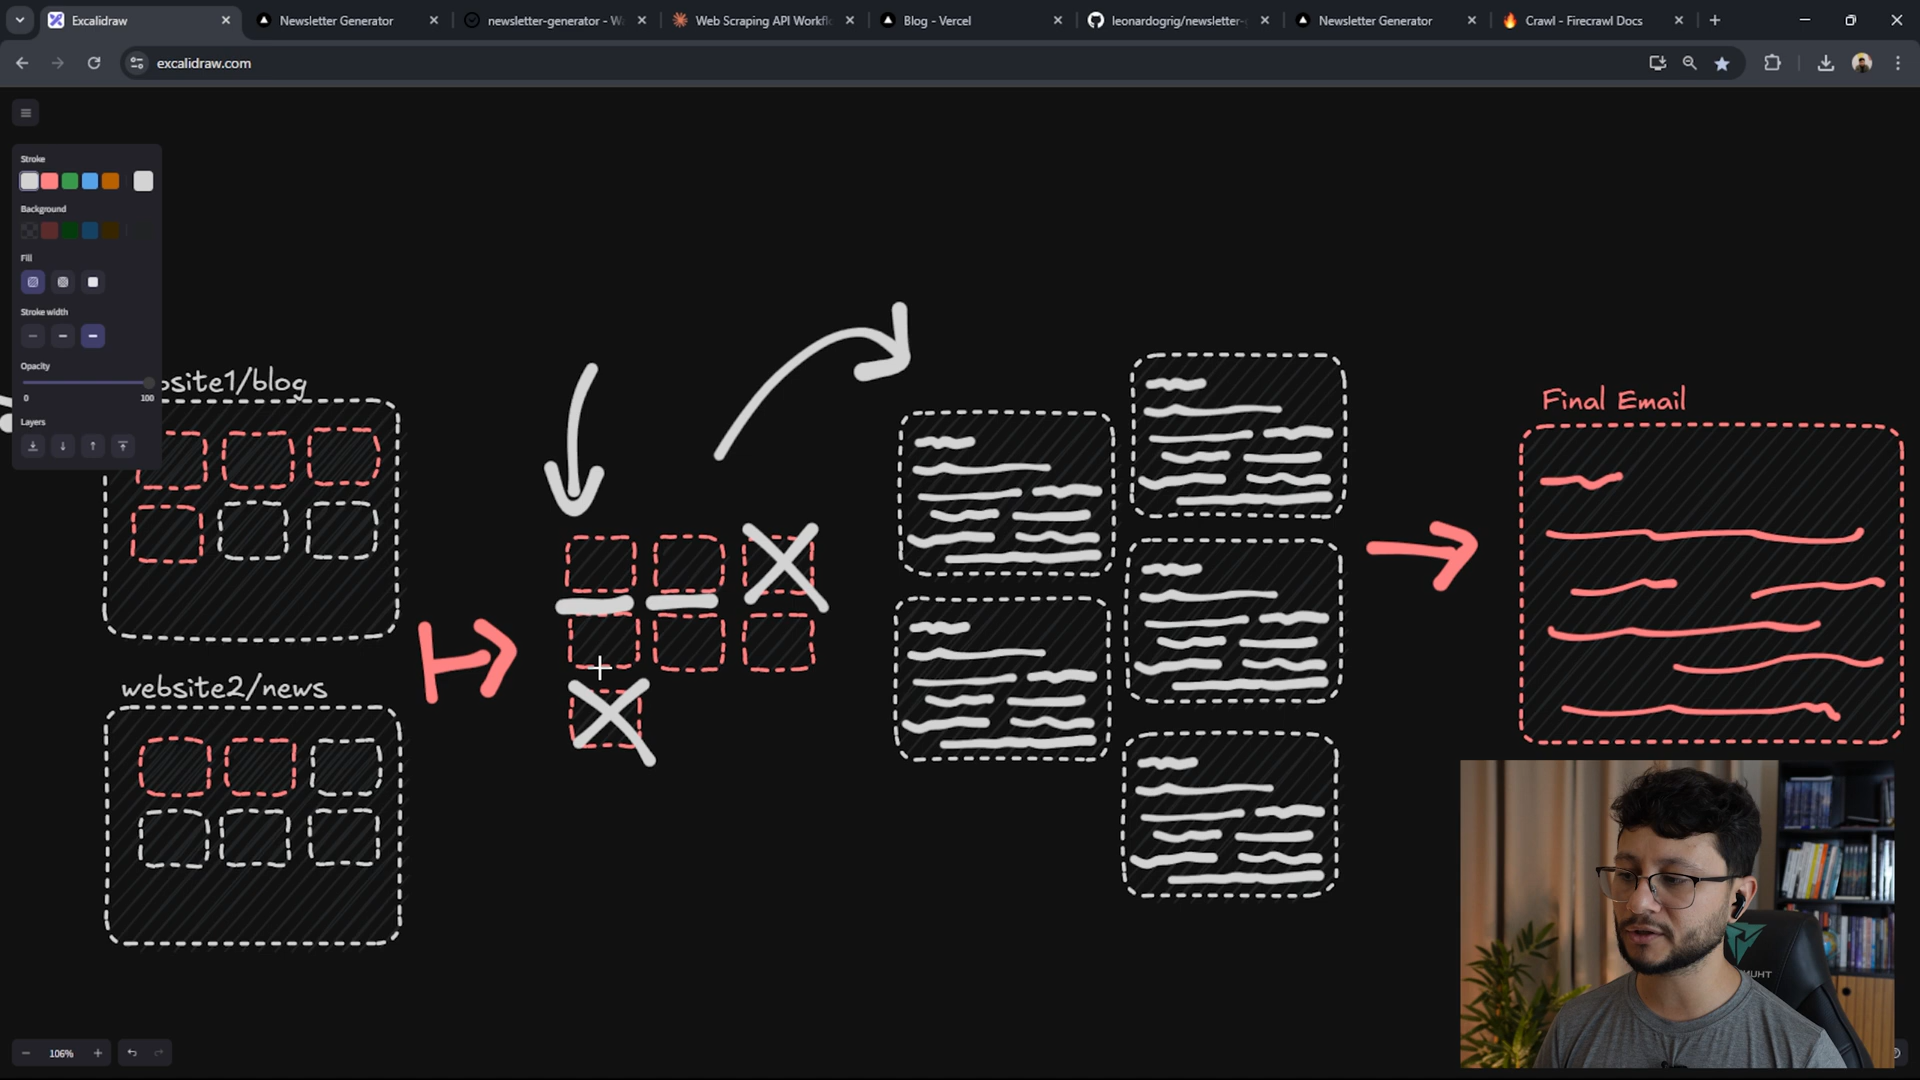 Excalidraw
Newsletter Generator
newsletter-generator - W
Web Scraping API Workfl
Blog - Vercel
leonardogrig/newsletter-
Newsletter Generator
Crawl - Firecrawl Docs
excalidraw.com
Stroke
Background
Fill
Stroke width
Opacity
0 100
Layers
osite1/blog
website2/news
Final Email
106%